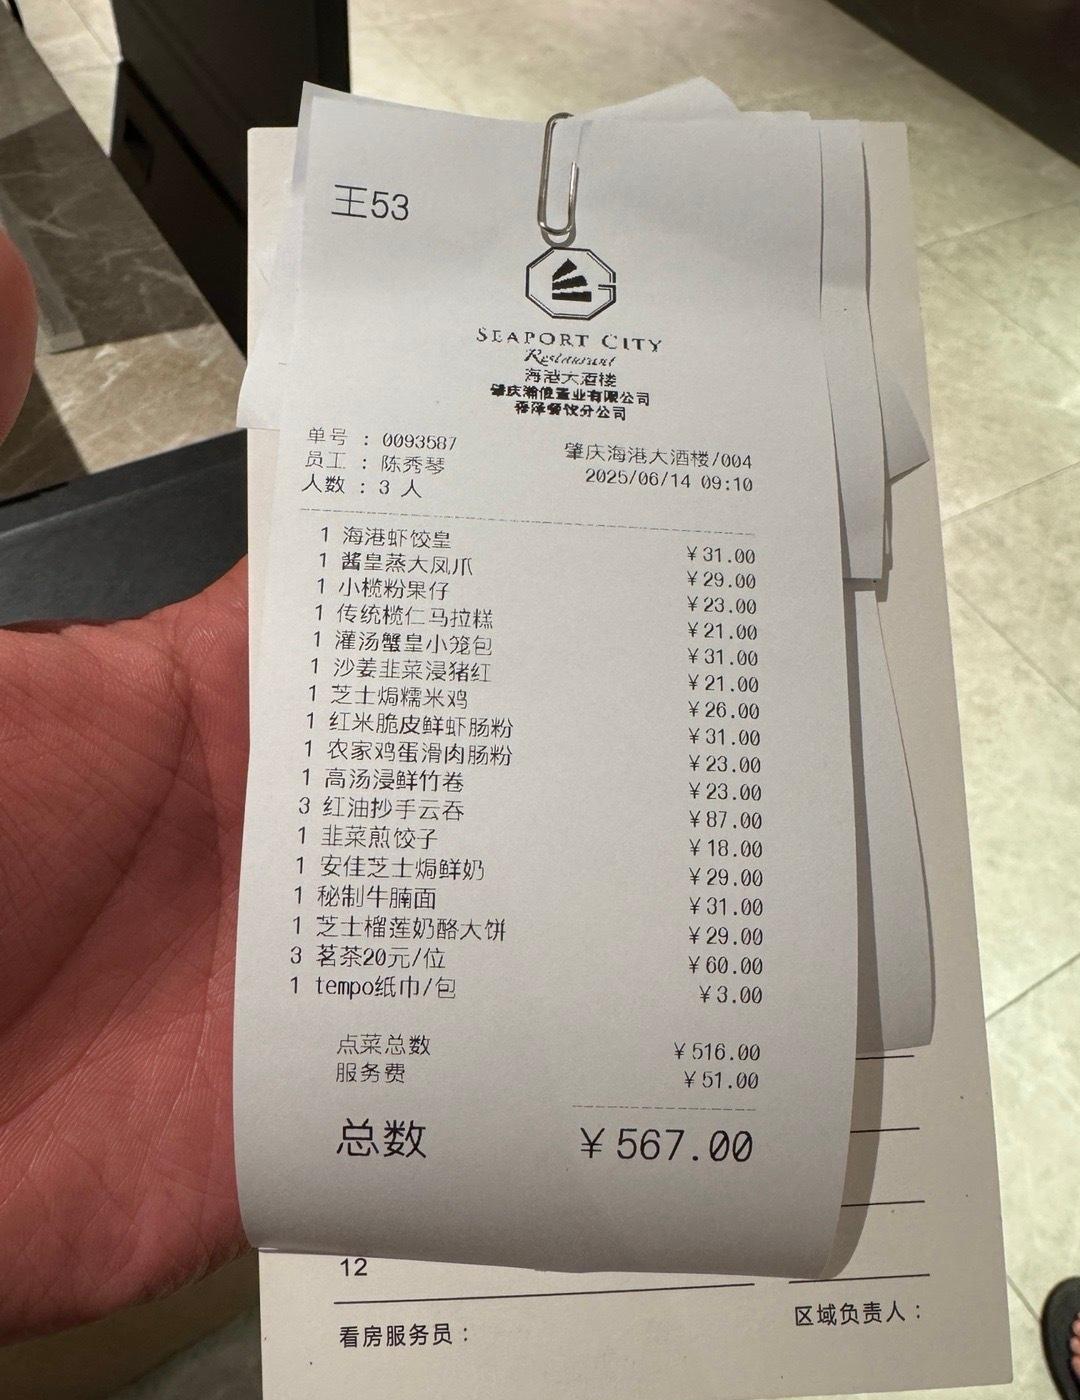 王53
SEAPORT CITY
Restaurant
海港大酒楼
肇庆瀚俊置业有限公司
餐饮分公司
单号 : 0093587
肇庆海港大酒楼/004
员工 : 陈秀琴
2025/06/14 09:10
人数 : 3 人
1 海港虾饺皇 ¥31.00
1 酱皇蒸大凤爪 ¥29.00
1 小榄粉果仔 ¥23.00
1 传统榄仁马拉糕 ¥21.00
1 灌汤蟹皇小笼包 ¥31.00
1 沙姜韭菜浸猪红 ¥21.00
1 芝士焗糯米鸡 ¥26.00
1 红米脆皮鲜虾肠粉 ¥31.00
1 农家鸡蛋滑肉肠粉 ¥23.00
1 高汤浸鲜竹卷 ¥23.00
3 红油抄手云吞 ¥87.00
1 韭菜煎饺子 ¥18.00
1 安佳芝士焗鲜奶 ¥29.00
1 秘制牛腩面 ¥31.00
1 芝士榴莲奶酪大饼 ¥29.00
3 茗茶20元/位 ¥60.00
1 tempo纸巾/包 ¥3.00
点菜总数 ¥516.00
服务费 ¥51.00
总数 ¥567.00
12
看房服务员：
区域负责人：